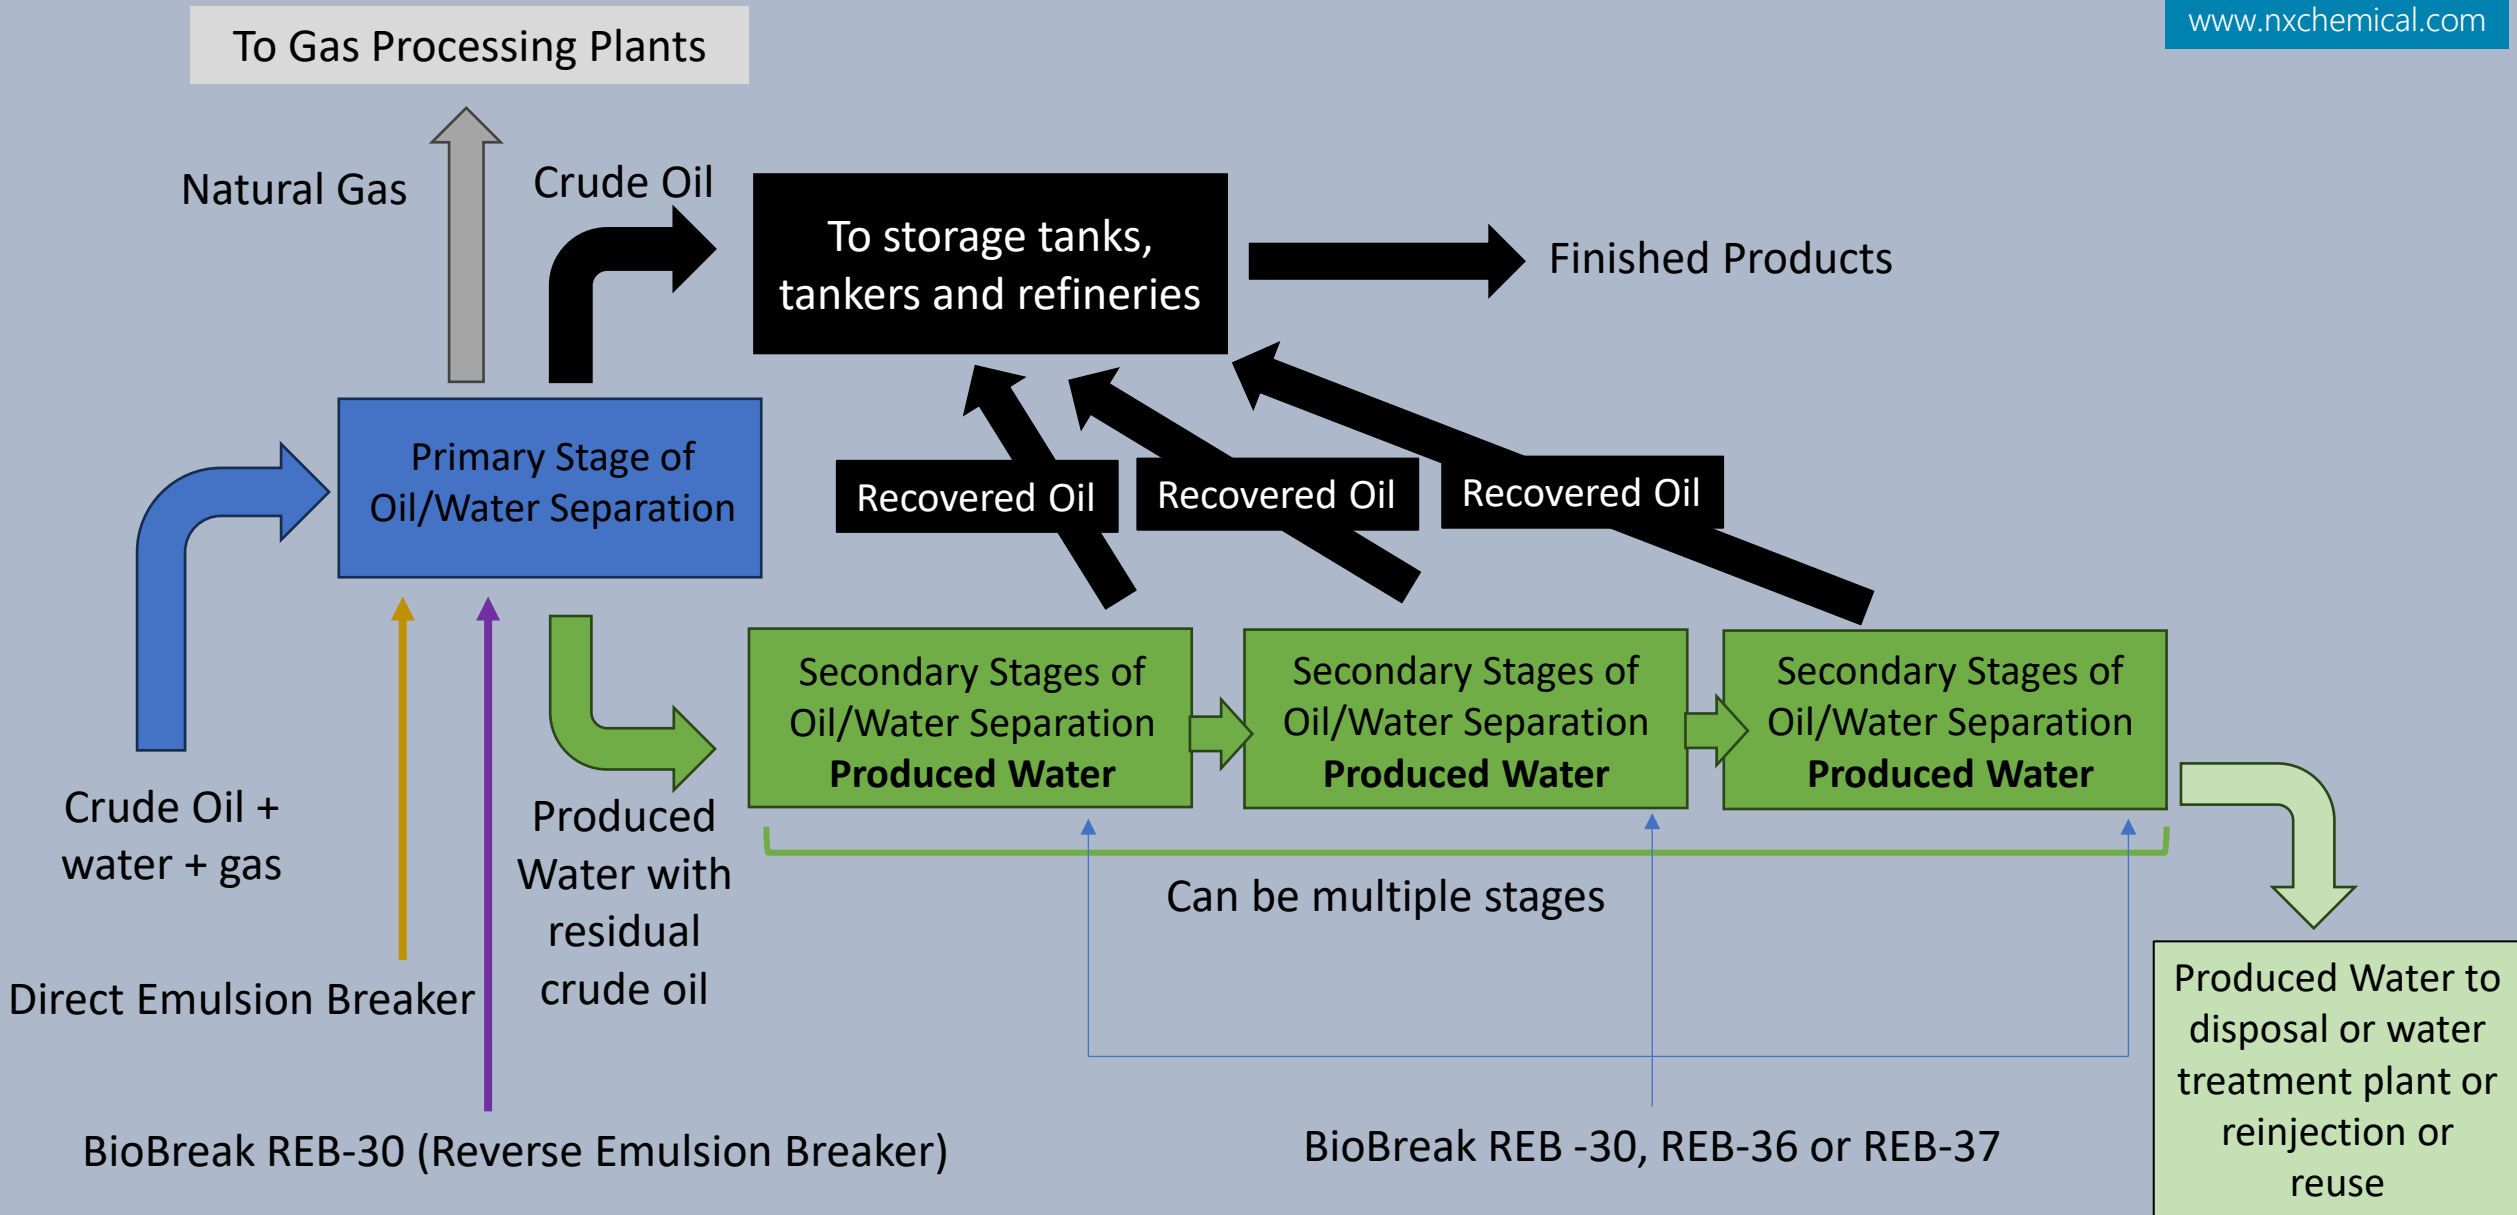 www.nxchemical.com
To Gas Processing Plants
Natural Gas
Crude Oil
To storage tanks,
tankers and refineries
Finished Products
Primary Stage of
Oil/Water Separation
Recovered Oil
Recovered Oil
Recovered Oil
Secondary Stages of
Oil/Water Separation
Produced Water
Secondary Stages of
Oil/Water Separation
Produced Water
Secondary Stages of
Oil/Water Separation
Produced Water
Crude Oil +
water + gas
Produced
Water with
residual
crude oil
Can be multiple stages
Direct Emulsion Breaker
BioBreak REB-30 (Reverse Emulsion Breaker)
BioBreak REB -30, REB-36 or REB-37
Produced Water to
disposal or water
treatment plant or
reinjection or
reuse